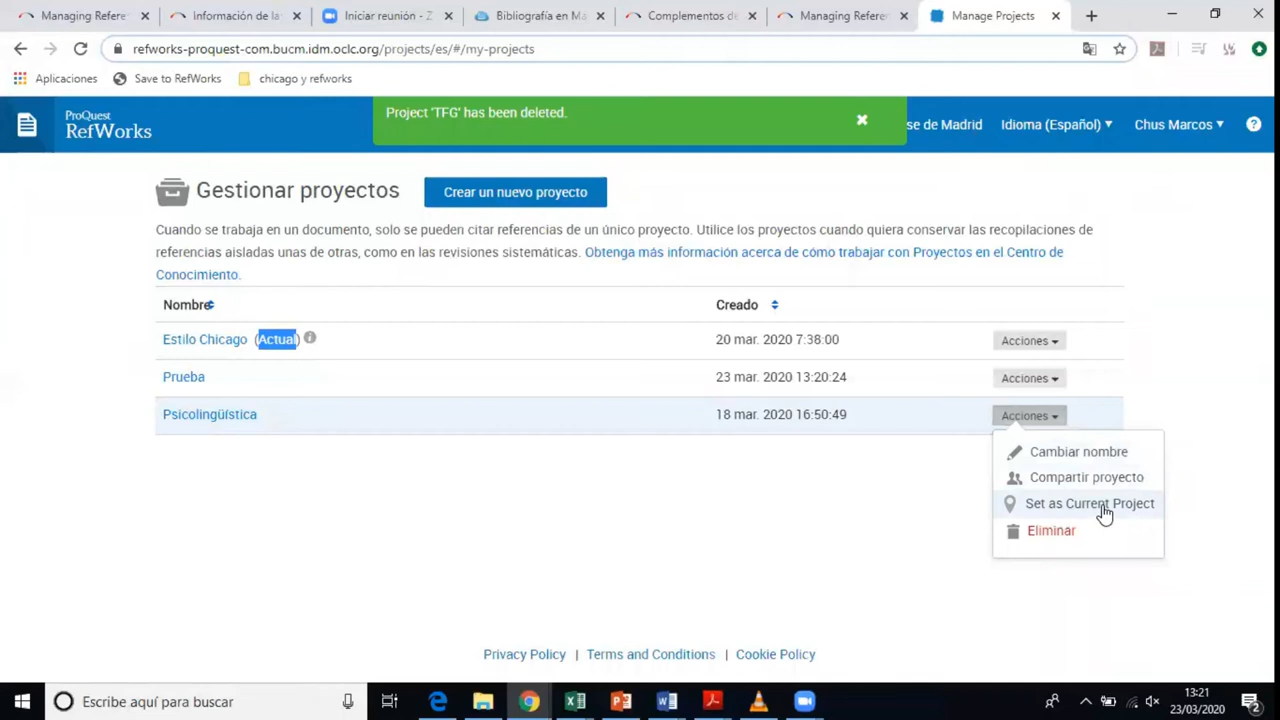 Managing Refere
Información de la
Iniciar reunión - Z
Bibliografía en Ma
Complementos de
Managing Refere
Manage Projects
refworks-proquest-com.bucm.idm.oclc.org/projects/es/#/my-projects
Aplicaciones
Save to RefWorks
chicago y refworks
ProQuest
RefWorks
Project 'TFG' has been deleted.
se de Madrid
Idioma (Español)
Chus Marcos
Gestionar proyectos
Crear un nuevo proyecto
Cuando se trabaja en un documento, solo se pueden citar referencias de un único proyecto. Utilice los proyectos cuando quiera conservar las recopilaciones de
referencias aisladas unas de otras, como en las revisiones sistemáticas. Obtenga más información acerca de cómo trabajar con Proyectos en el Centro de
Conocimiento.
Nombre
Creado
Estilo Chicago (Actual)
20 mar. 2020 7:38:00
Acciones
Prueba
23 mar. 2020 13:20:24
Acciones
Psicolingüística
18 mar. 2020 16:50:49
Acciones
Cambiar nombre
Compartir proyecto
Set as Current Project
Eliminar
Privacy Policy | Terms and Conditions | Cookie Policy
Escribe aquí para buscar
13:21
23/03/2020
2